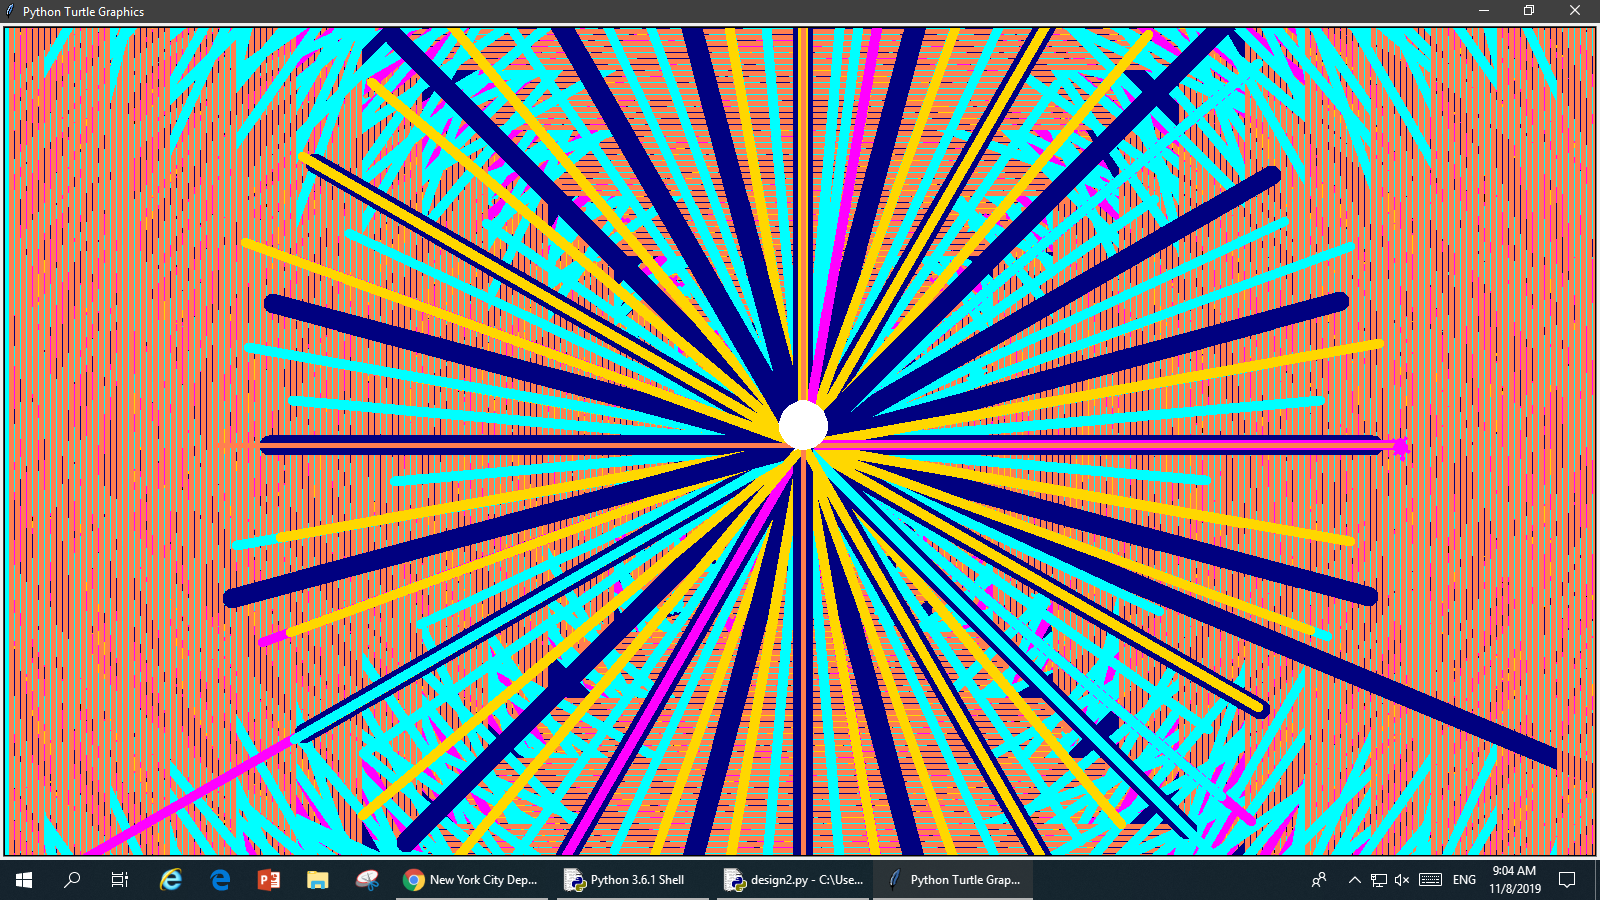 Python Turtle Graphics
New York City Dep...
Python 3.6.1 Shell
design2.py - C:\Use...
Python Turtle Grap...
ENG
9:04 AM
11/8/2019